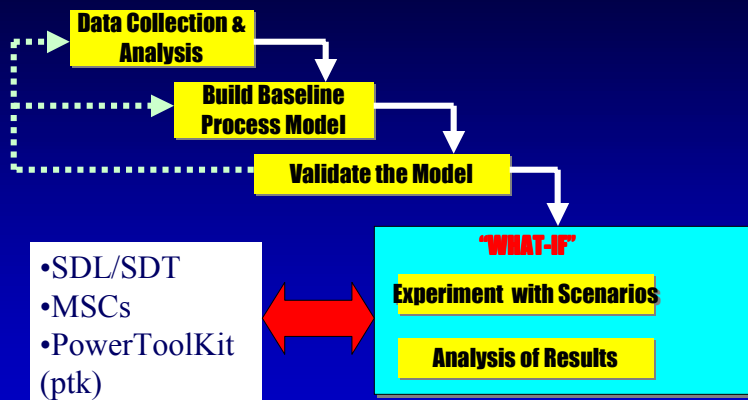 Data Collection &
Analysis
Build Baseline
Process Model
Validate the Model
“WHAT-IF”
Experiment with Scenarios
Analysis of Results
•SDL/SDT
•MSCs
•PowerToolKit
(ptk)